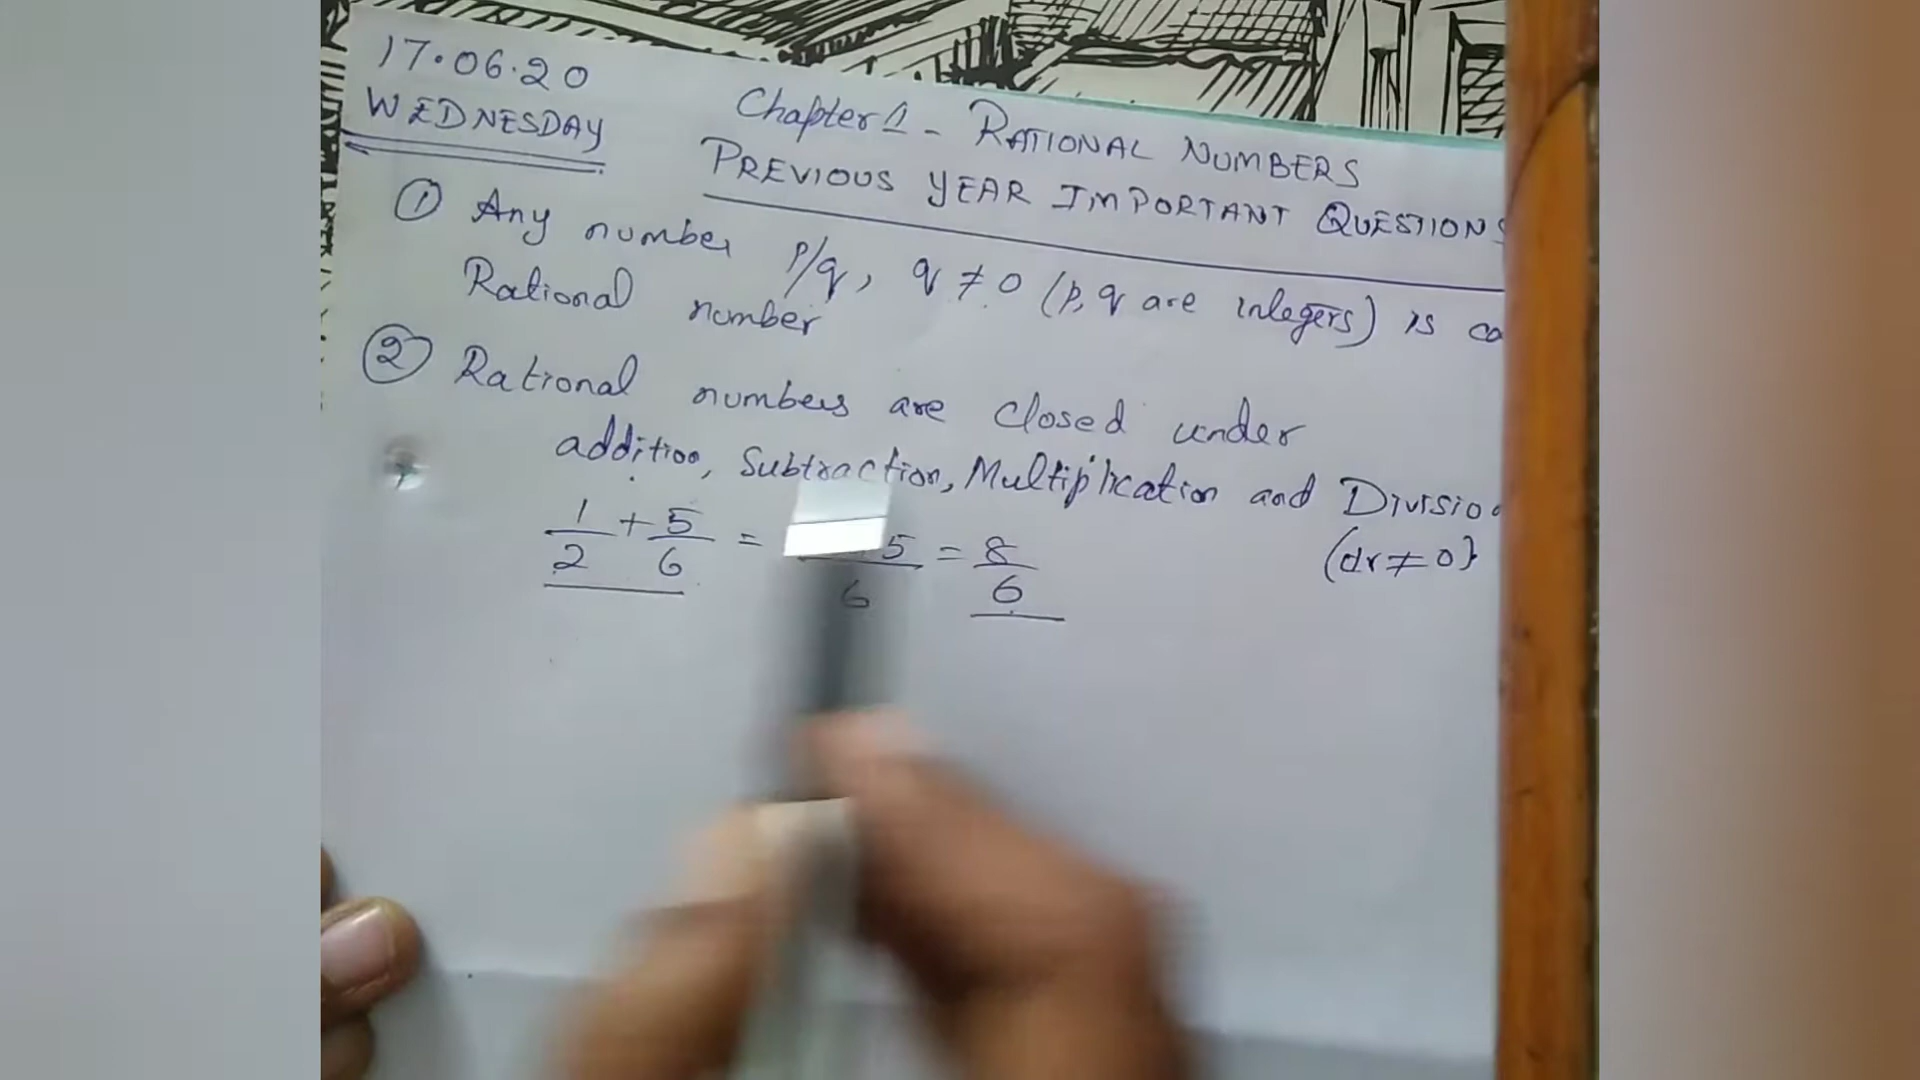 17.06.20
WEDNESDAY
Chapter 1 - RATIONAL NUMBERS
PREVIOUS YEAR IMPORTANT QUESTIONS
① Any number p/q, q ≠ 0 (p, q are integers) is
Rational number
② Rational numbers are closed under
addition, Subtraction, Multiplication and Divisio
(dr ≠ 0}
1/2 + 5/6 = 5/6 = 8/6